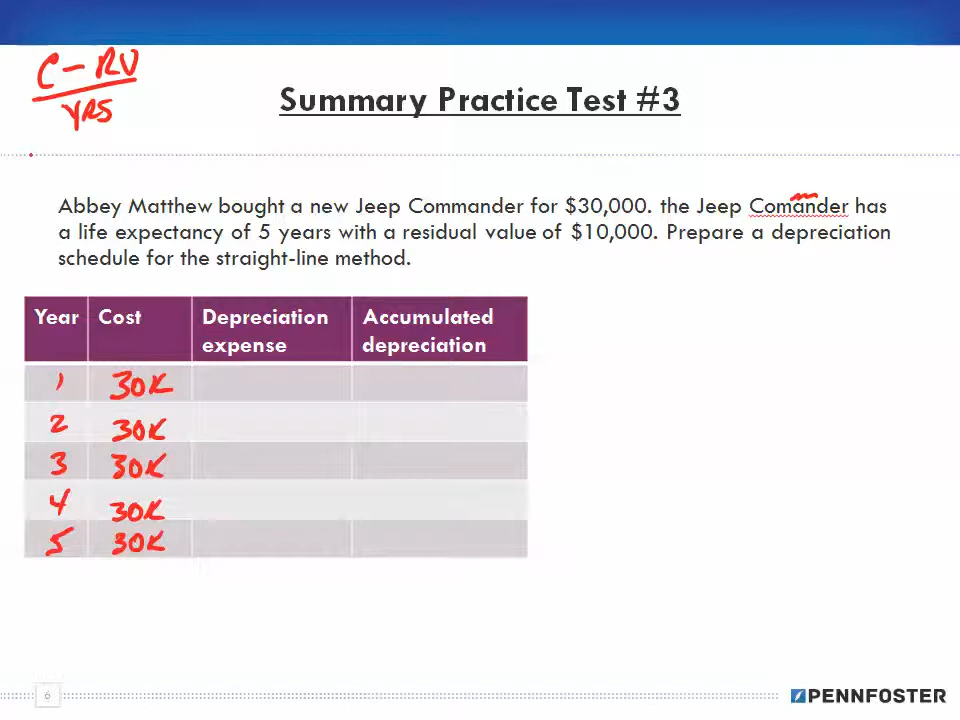 C - RV
YRS
Summary Practice Test #3
Abbey Matthew bought a new Jeep Commander for $30,000. the Jeep Comander has
a life expectancy of 5 years with a residual value of $10,000. Prepare a depreciation
schedule for the straight-line method.
Year Cost Depreciation expense Accumulated depreciation
1 30K
2 30K
3 30K
4 30K
5 30K
6 PENNFOSTER